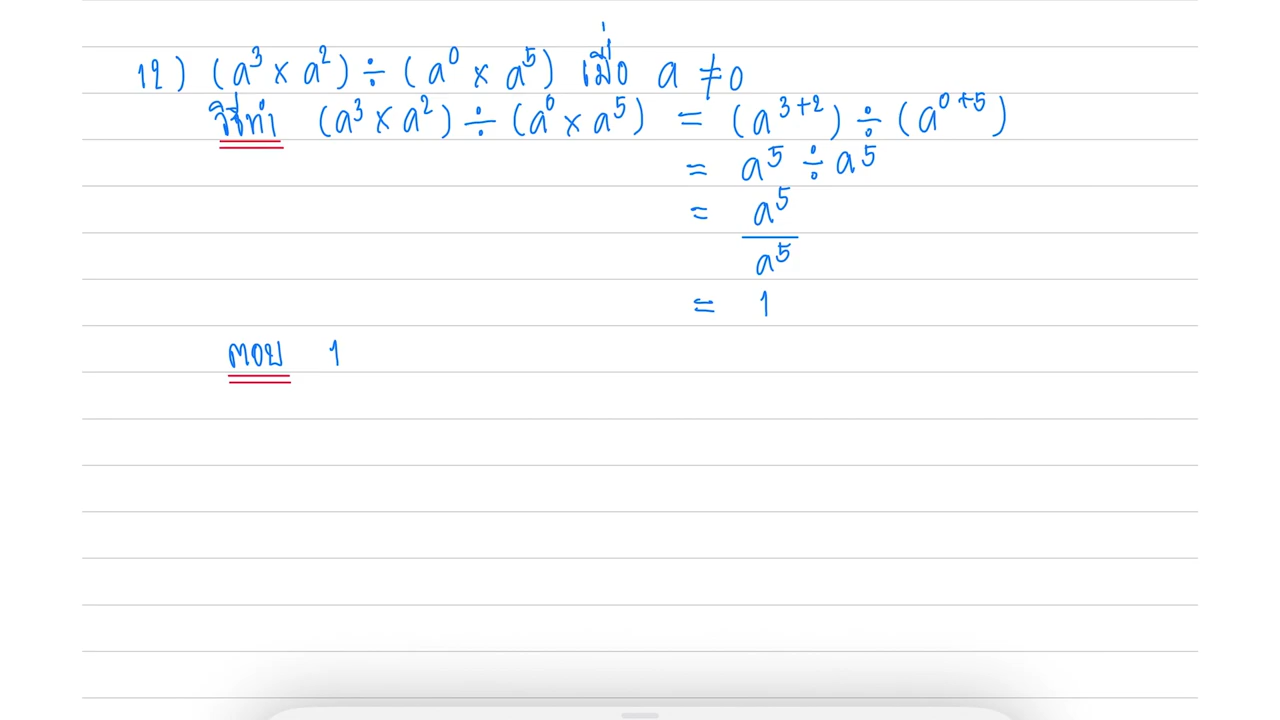 12) (a³ × a²) ÷ (a⁰ × a⁵) เมื่อ a ≠ 0
วิธีทำ (a³ × a²) ÷ (a⁰ × a⁵) = (a³⁺²) ÷ (a⁰⁺⁵)
= a⁵ ÷ a⁵
= a⁵
a⁵
= 1
ตอบ 1